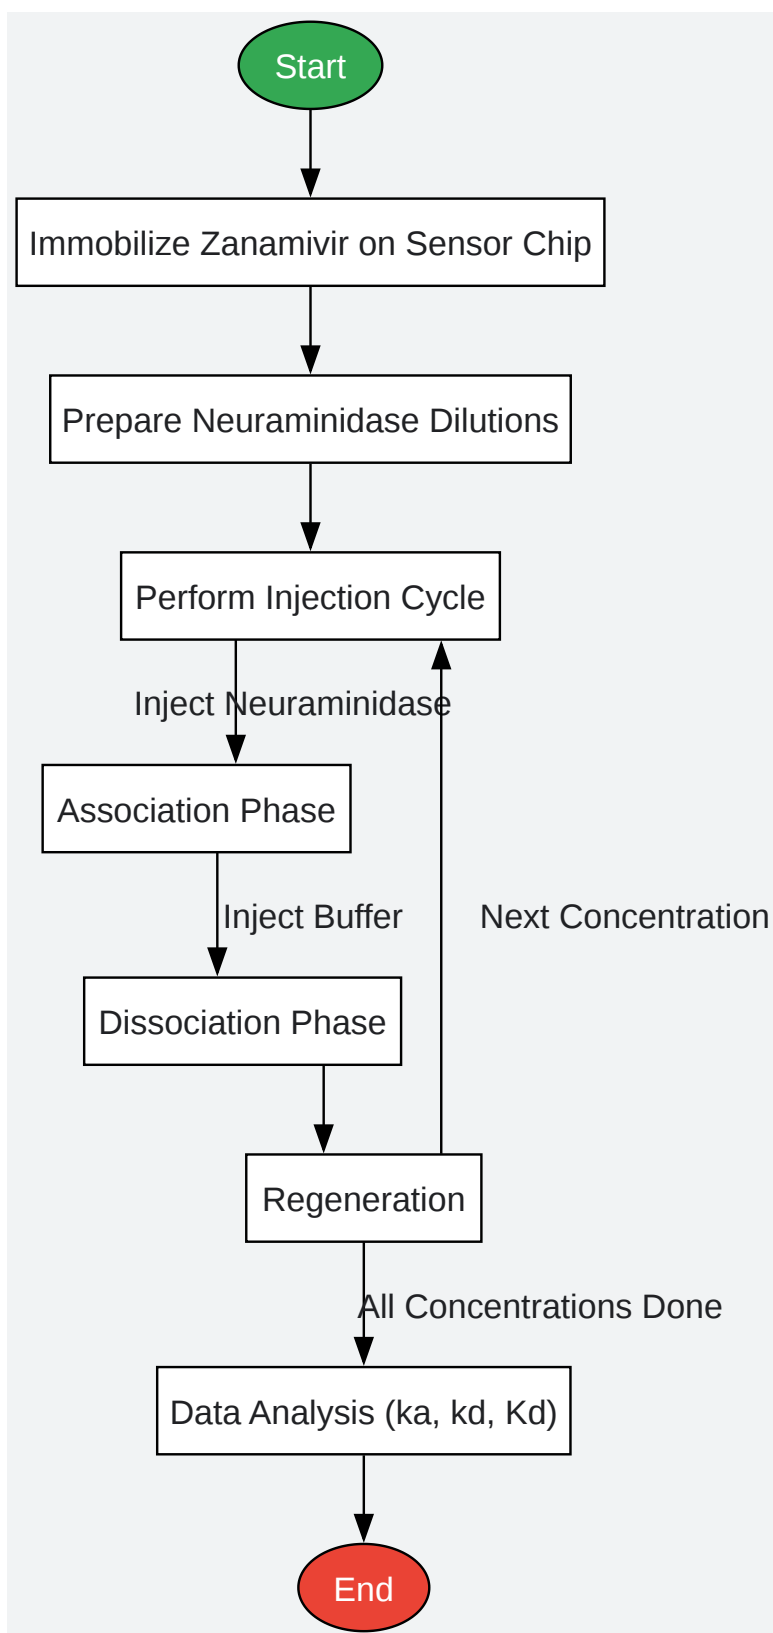 Start
Immobilize Zanamivir on Sensor Chip
Prepare Neuraminidase Dilutions
Perform Injection Cycle
Inject Neuraminidase
Association Phase
Inject Buffer
Next Concentration
Dissociation Phase
Regeneration
All Concentrations Done
Data Analysis (ka, kd, Kd)
End